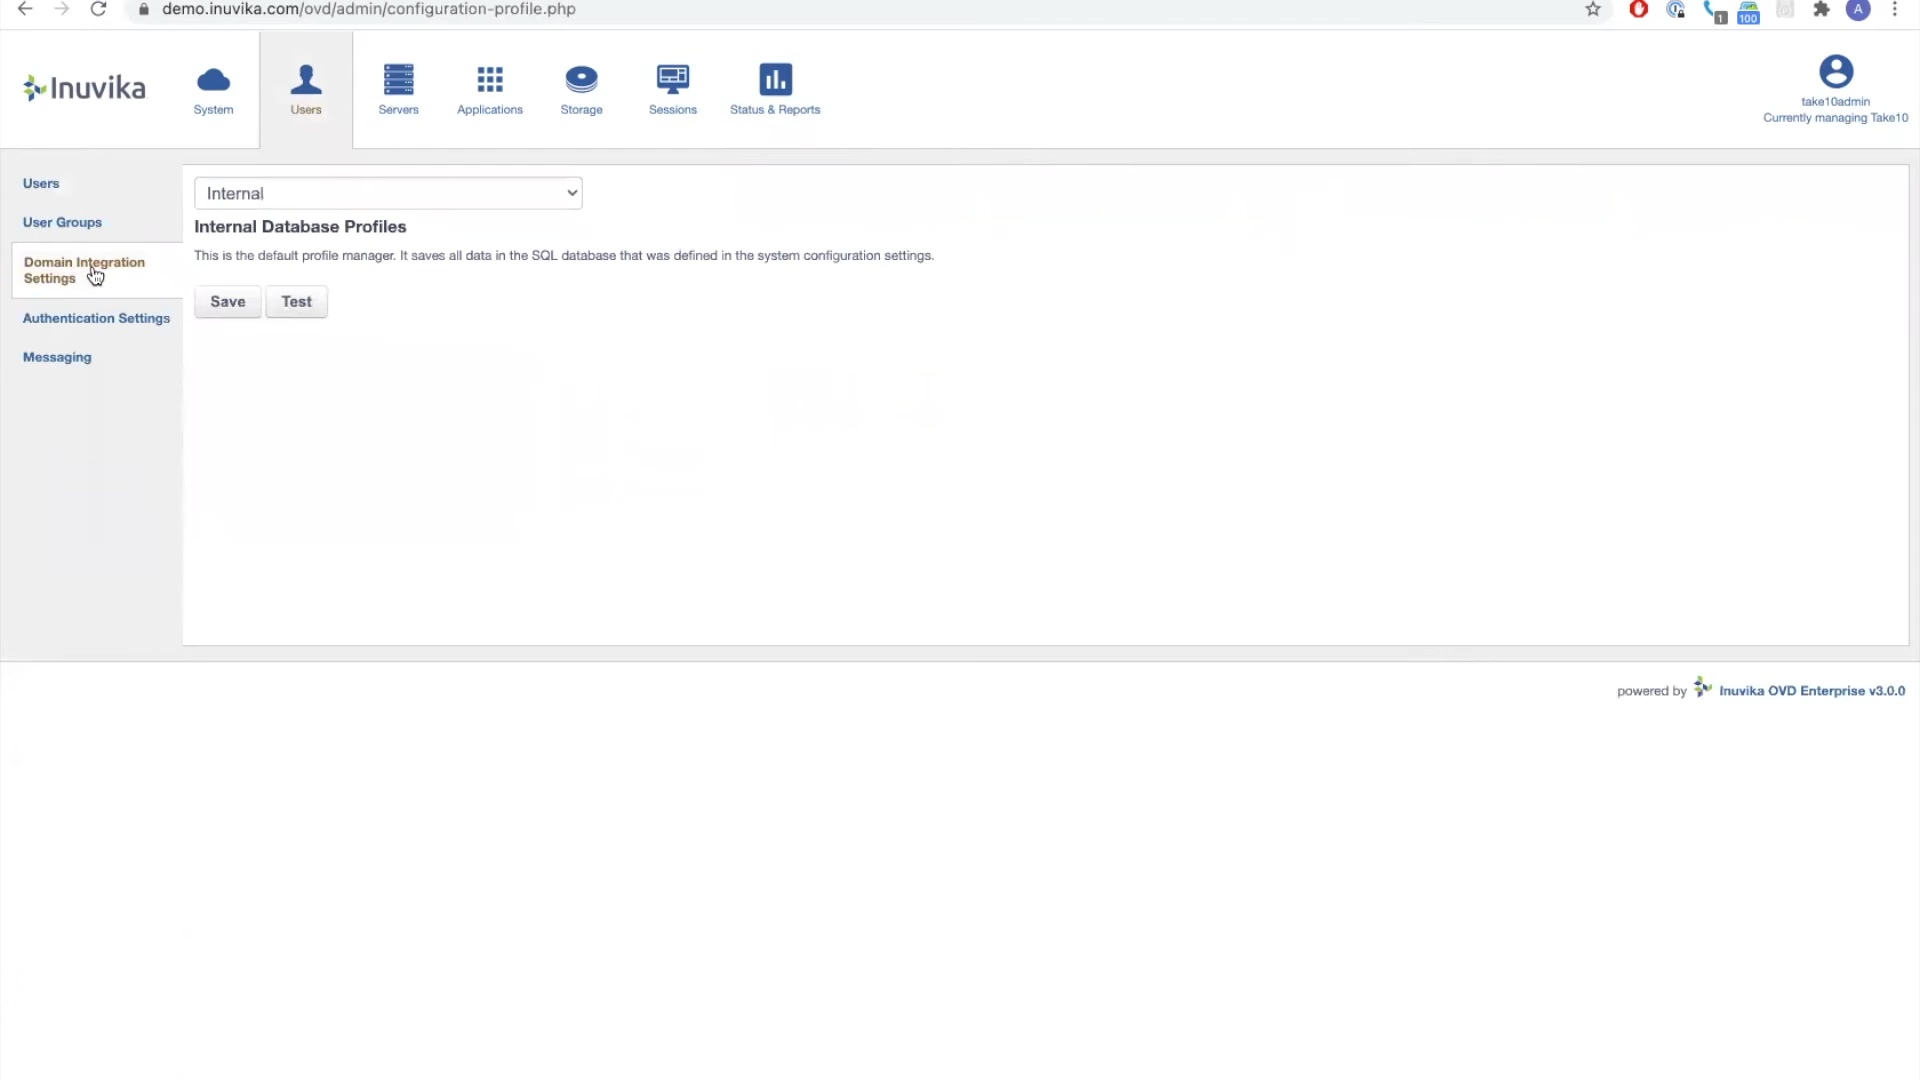 demo.inuvika.com/ovd/admin/configuration-profile.php
1
100
A
Inuvika
System
Users
Servers
Applications
Storage
Sessions
Status & Reports
take10admin
Currently managing Take10
Users
User Groups
Domain Integration
Settings
Authentication Settings
Messaging
Internal
Internal Database Profiles
This is the default profile manager. It saves all data in the SQL database that was defined in the system configuration settings.
Save
Test
powered by Inuvika OVD Enterprise v3.0.0